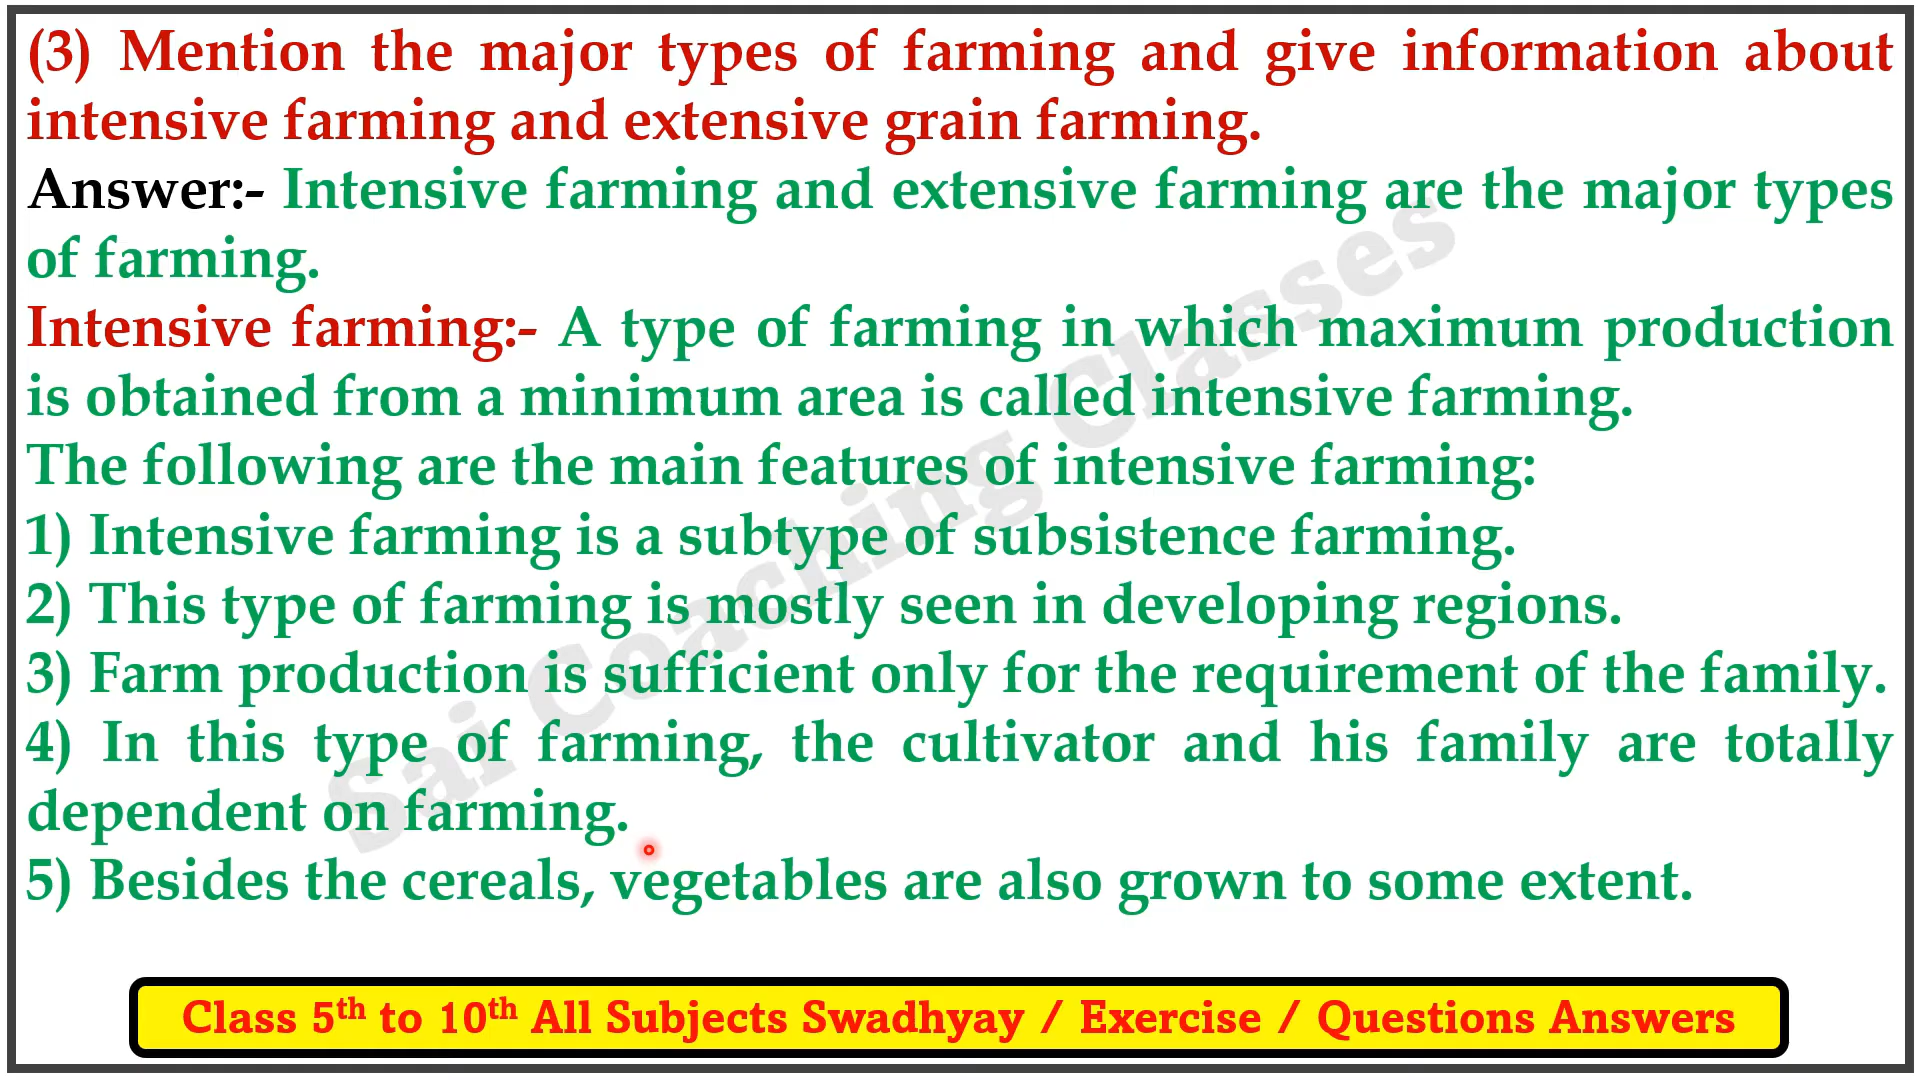 (3) Mention the major types of farming and give information about
intensive farming and extensive grain farming.
Answer:- Intensive farming and extensive farming are the major types
of farming.
Intensive farming:- A type of farming in which maximum production
is obtained from a minimum area is called intensive farming.
The following are the main features of intensive farming:
1) Intensive farming is a subtype of subsistence farming.
2) This type of farming is mostly seen in developing regions.
3) Farm production is sufficient only for the requirement of the family.
4) In this type of farming, the cultivator and his family are totally
dependent on farming.
5) Besides the cereals, vegetables are also grown to some extent.
Sai Coaching Classes
Class 5th to 10th All Subjects Swadhyay / Exercise / Questions Answers